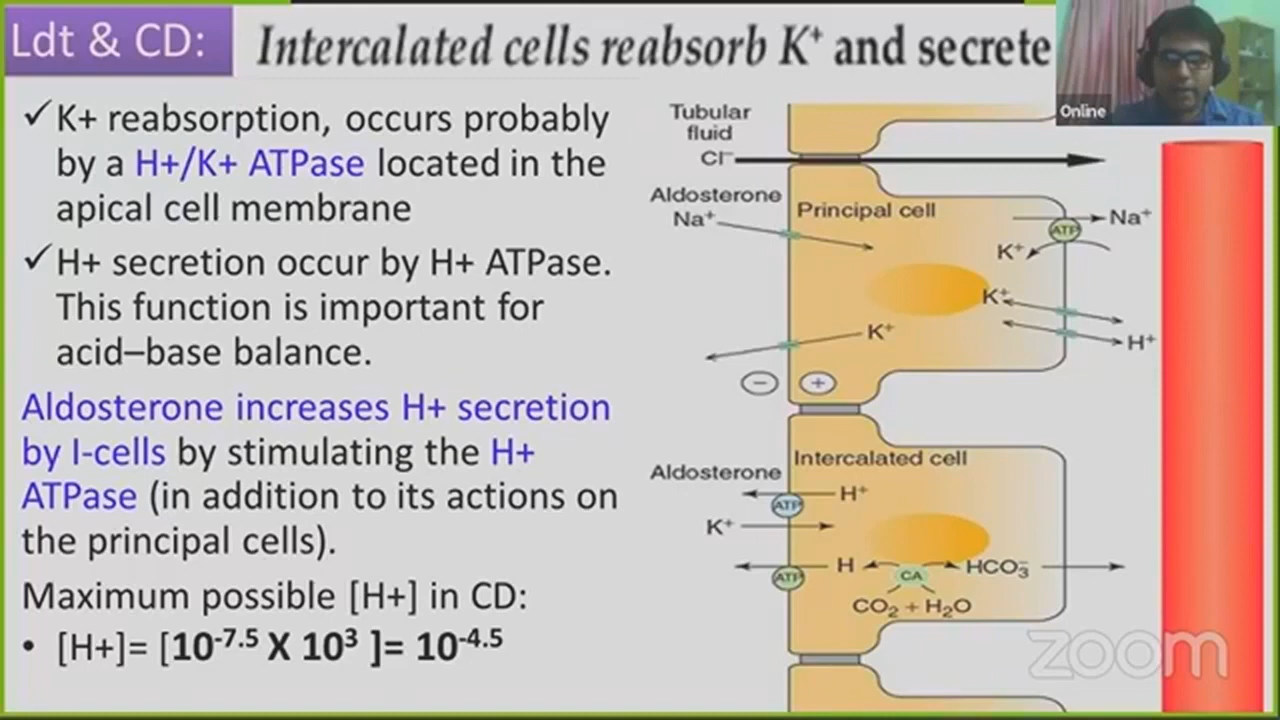 Ldt & CD:
Intercalated cells reabsorb K⁺ and secrete
Online
✓ K+ reabsorption, occurs probably
by a H+/K+ ATPase located in the
apical cell membrane
✓ H+ secretion occur by H+ ATPase.
This function is important for
acid–base balance.
Aldosterone increases H+ secretion
by I-cells by stimulating the H+
ATPase (in addition to its actions on
the principal cells).
Maximum possible [H+] in CD:
• [H+]= [10⁻⁷·⁵ X 10³ ]= 10⁻⁴·⁵
Tubular
fluid
Cl⁻
Aldosterone
Na⁺
Principal cell
Na⁺
ATP
K⁺
K⁺
K⁺
H⁺
− +
Intercalated cell
Aldosterone
H⁺
ATP
K⁺
ATP
H
CA
HCO₃⁻
CO₂ + H₂O
zoom